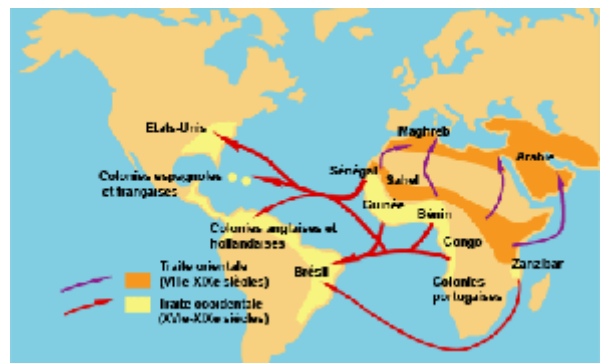 Etats-Unis
Maghreb
Arabie
Sénégal
Sahel
Colonies espagnoles
et françaises
Guinée
Bénin
Colonies anglaises et
hollandaises
Congo
Zanzibar
Brésil
Colonies
portugaises
Traite orientale
(VIIe-XIXe siècles)
Traite occidentale
(XVIe-XIXe siècles)